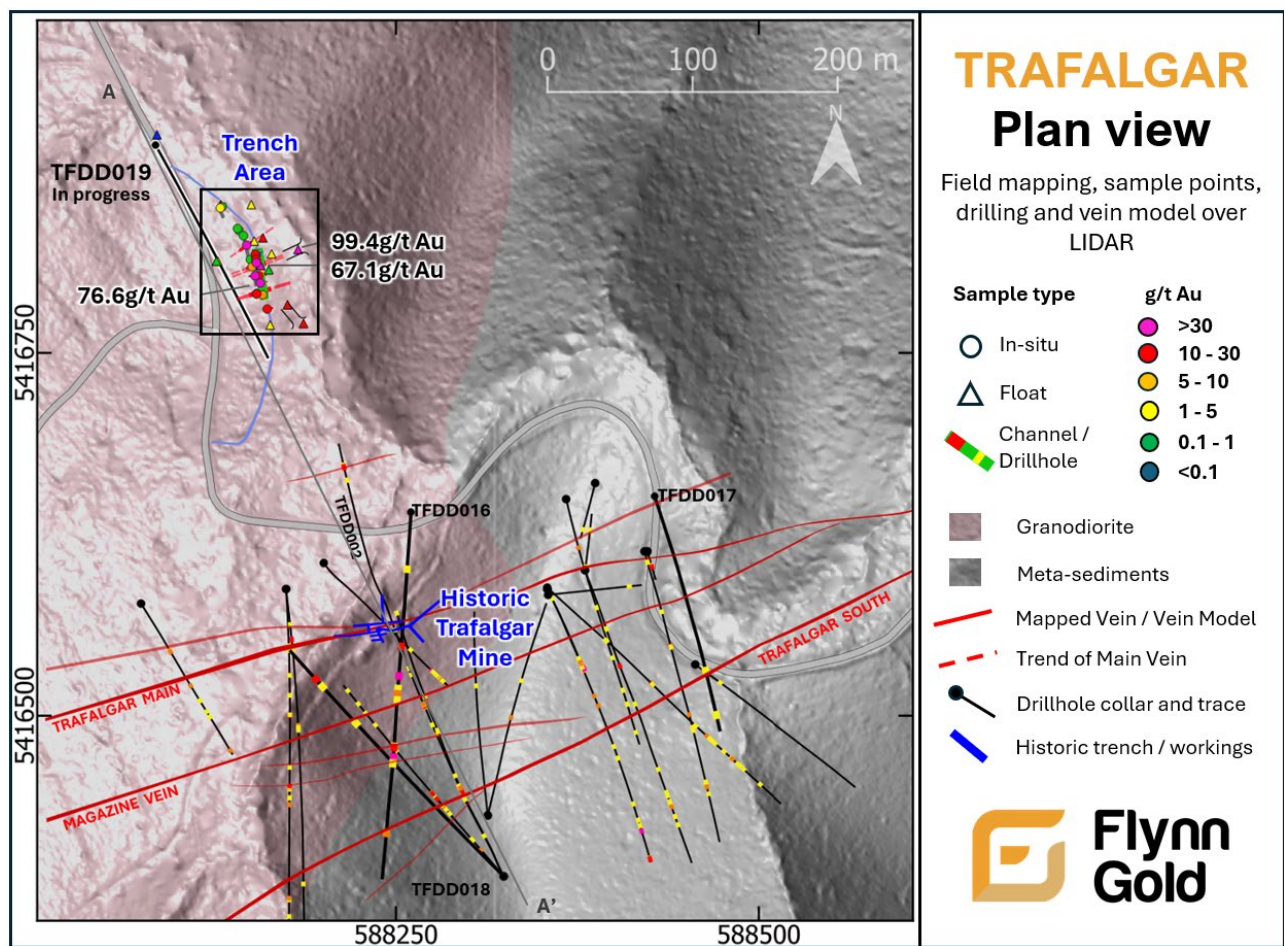 A
0 100 200 m
N
Trench
Area
TFDD019
In progress
99.4g/t Au
67.1g/t Au
76.6g/t Au
5416750
TFDD002
TFDD016
TFDD017
Historic
Trafalgar
Mine
TRAFALGAR SOUTH
TRAFALGAR MAIN
5416500
MAGAZINE VEIN
TFDD018
A'
588250
588500
TRAFALGAR
Plan view
Field mapping, sample points,
drilling and vein model over
LIDAR
Sample type
In-situ
Float
Channel /
Drillhole
g/t Au
>30
10 - 30
5 - 10
1 - 5
0.1 - 1
<0.1
Granodiorite
Meta-sediments
Mapped Vein / Vein Model
Trend of Main Vein
Drillhole collar and trace
Historic trench / workings
Flynn
Gold